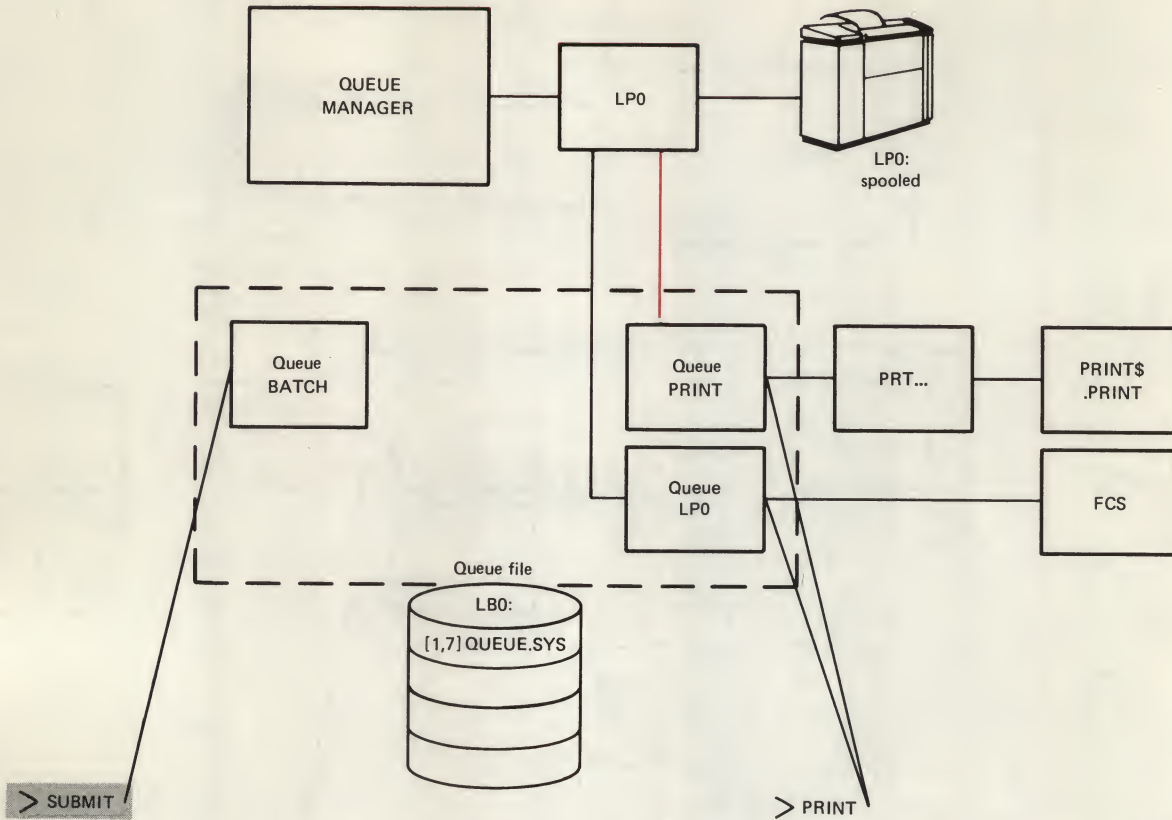 QUEUE
MANAGER
LP0
LP0:
spooled
Queue
BATCH
Queue
PRINT
PRT...
PRINT$
.PRINT
Queue
LP0
FCS
Queue file
LB0:
[1,7] QUEUE.SYS
> SUBMIT
> PRINT